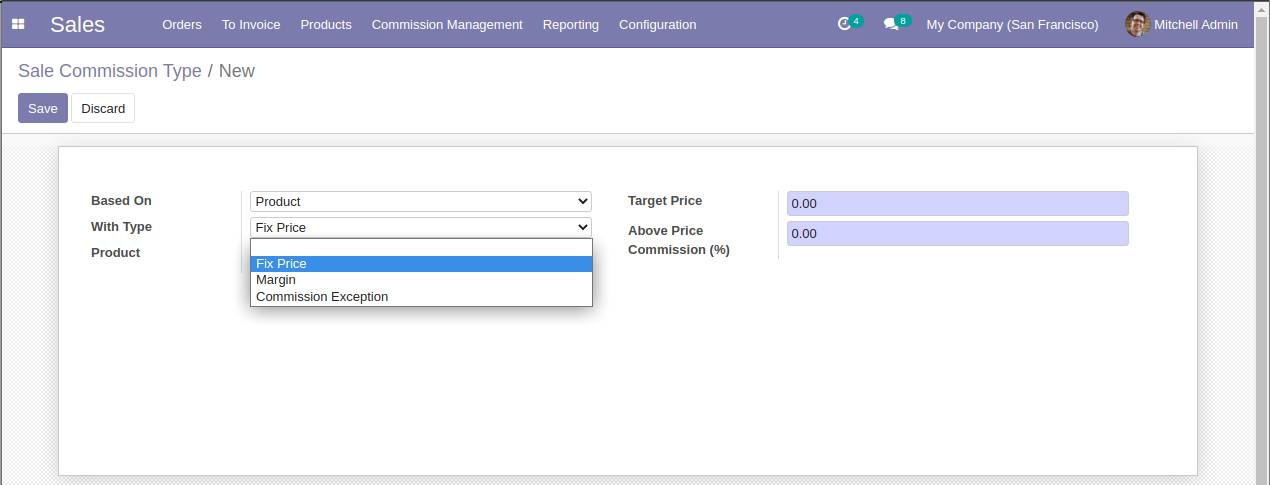 Sales Orders To Invoice Products Commission Management Reporting Configuration 4 8 My Company (San Francisco) Mitchell Admin
Sale Commission Type / New
Save Discard
Based On Product Target Price 0.00
With Type Fix Price Above Price Commission (%) 0.00
Product
Fix Price
Margin
Commission Exception